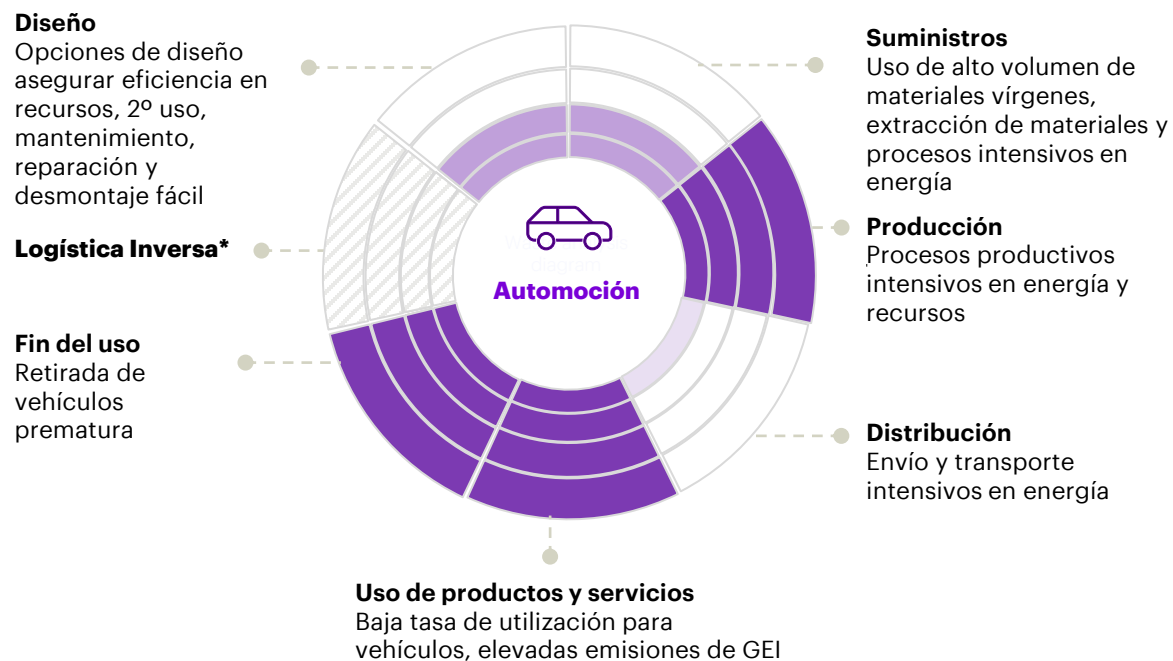 Diseño
Opciones de diseño
asegurar eficiencia en
recursos, 2º uso,
mantenimiento,
reparación y
desmontaje fácil
Logística Inversa*
Fin del uso
Retirada de
vehículos
prematura
Automoción
Suministros
Uso de alto volumen de
materiales vírgenes,
extracción de materiales y
procesos intensivos en
energía
Producción
Procesos productivos
intensivos en energía y
recursos
Distribución
Envío y transporte
intensivos en energía
Uso de productos y servicios
Baja tasa de utilización para
vehículos, elevadas emisiones de GEI